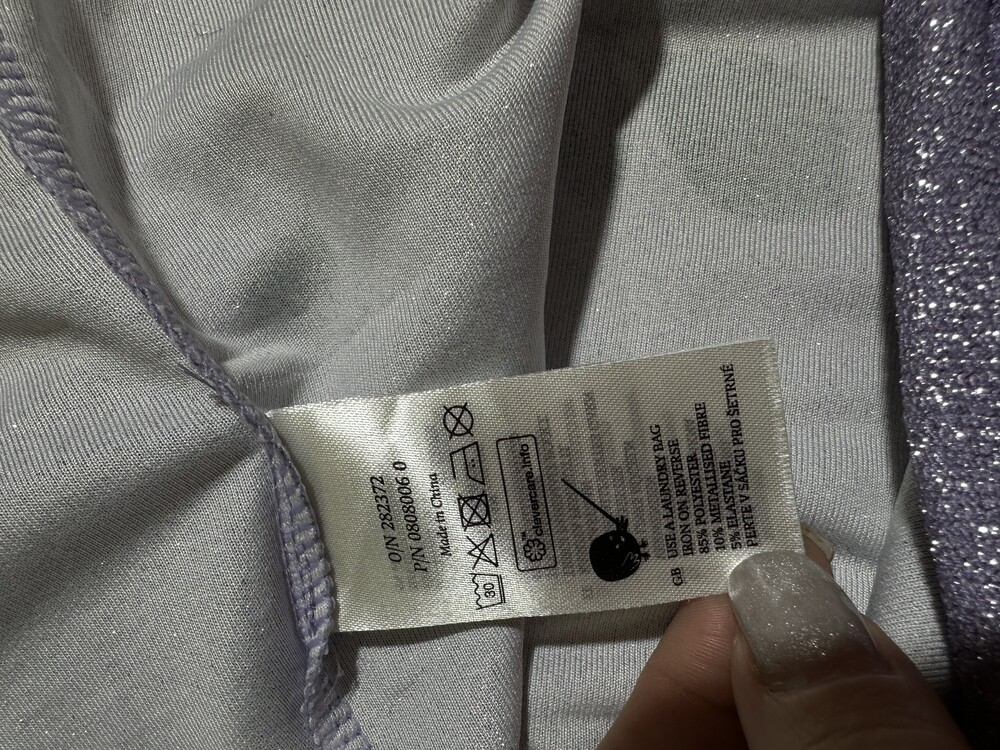 O/N 282372
P/N 0808006 0
Made in China
30
clevercare.info
GB USE A LAUNDRY BAG
IRON ON REVERSE
85% POLYESTER
10% METALLISED FIBRE
5% ELASTANE
PERTE V SÁČKU PRO ŠETRNÉ